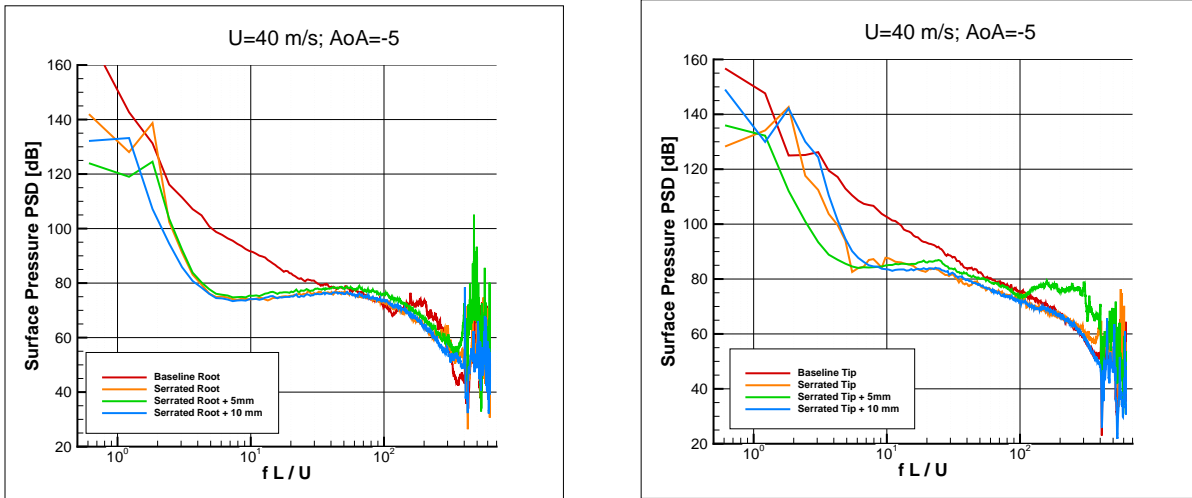 U=40 m/s; AoA=-5
160
140
120
100
80
60
40
20
Surface Pressure PSD [dB]
Baseline Root
Serrated Root
Serrated Root + 5mm
Serrated Root + 10 mm
10⁰ 10¹ 10²
f L / U
U=40 m/s; AoA=-5
160
140
120
100
80
60
40
20
Surface Pressure PSD [dB]
Baseline Tip
Serrated Tip
Serrated Tip + 5mm
Serrated Tip + 10 mm
10⁰ 10¹ 10²
f L / U